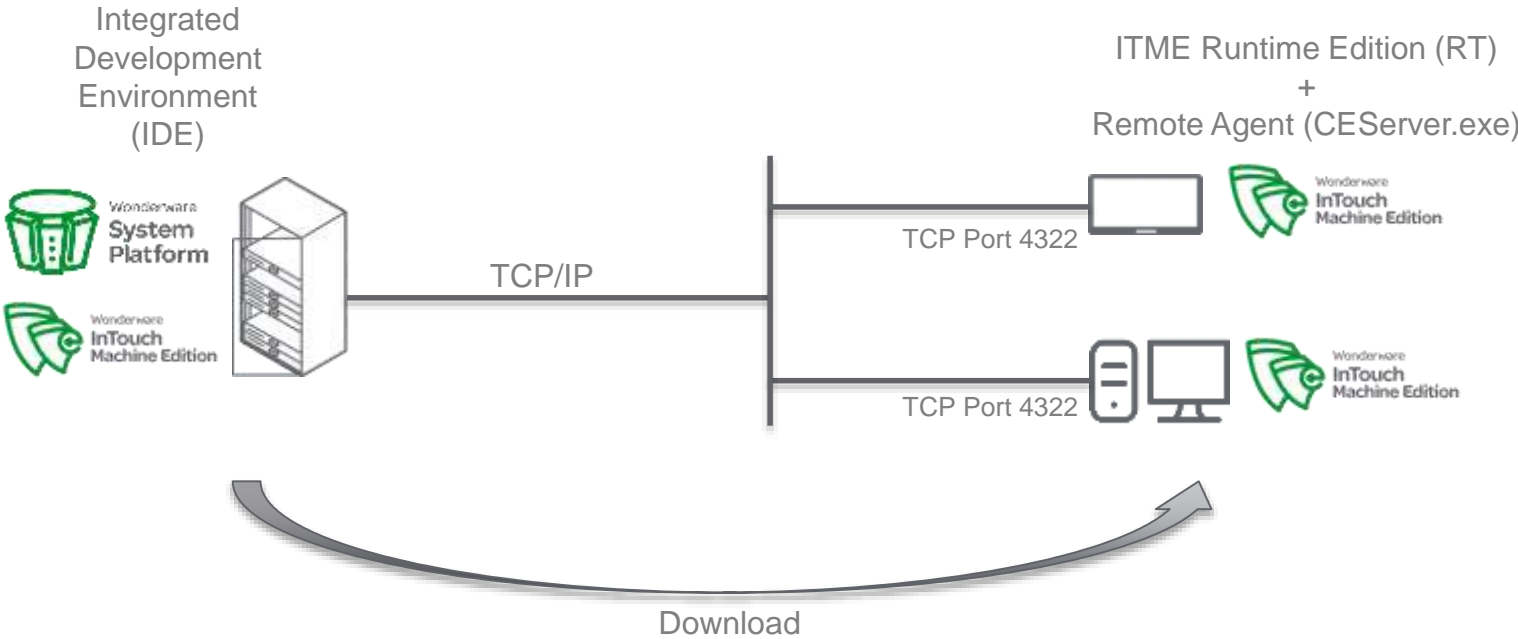 Integrated
Development
Environment
(IDE)
Wonderware
System
Platform
Wonderware
InTouch
Machine Edition
TCP/IP
ITME Runtime Edition (RT)
+
Remote Agent (CEServer.exe)
TCP Port 4322
Wonderware
InTouch
Machine Edition
TCP Port 4322
Wonderware
InTouch
Machine Edition
Download